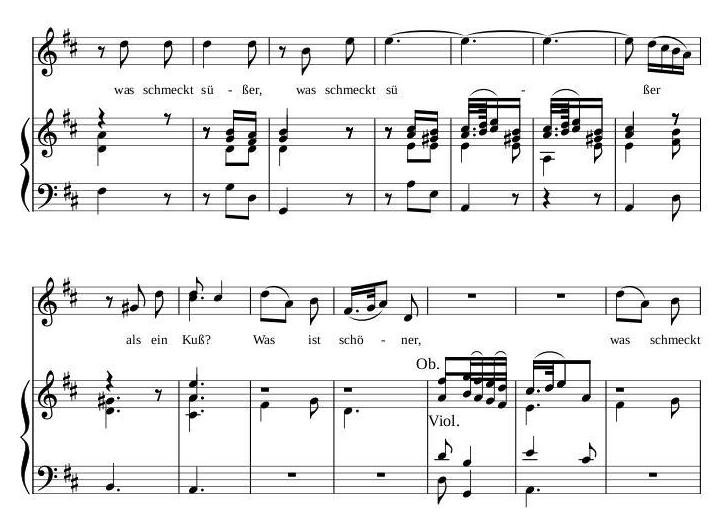 was schmeckt sü - ßer, was schmeckt sü - ßer
als ein Kuß? Was ist schö - ner, was schmeckt
Ob.
Viol.